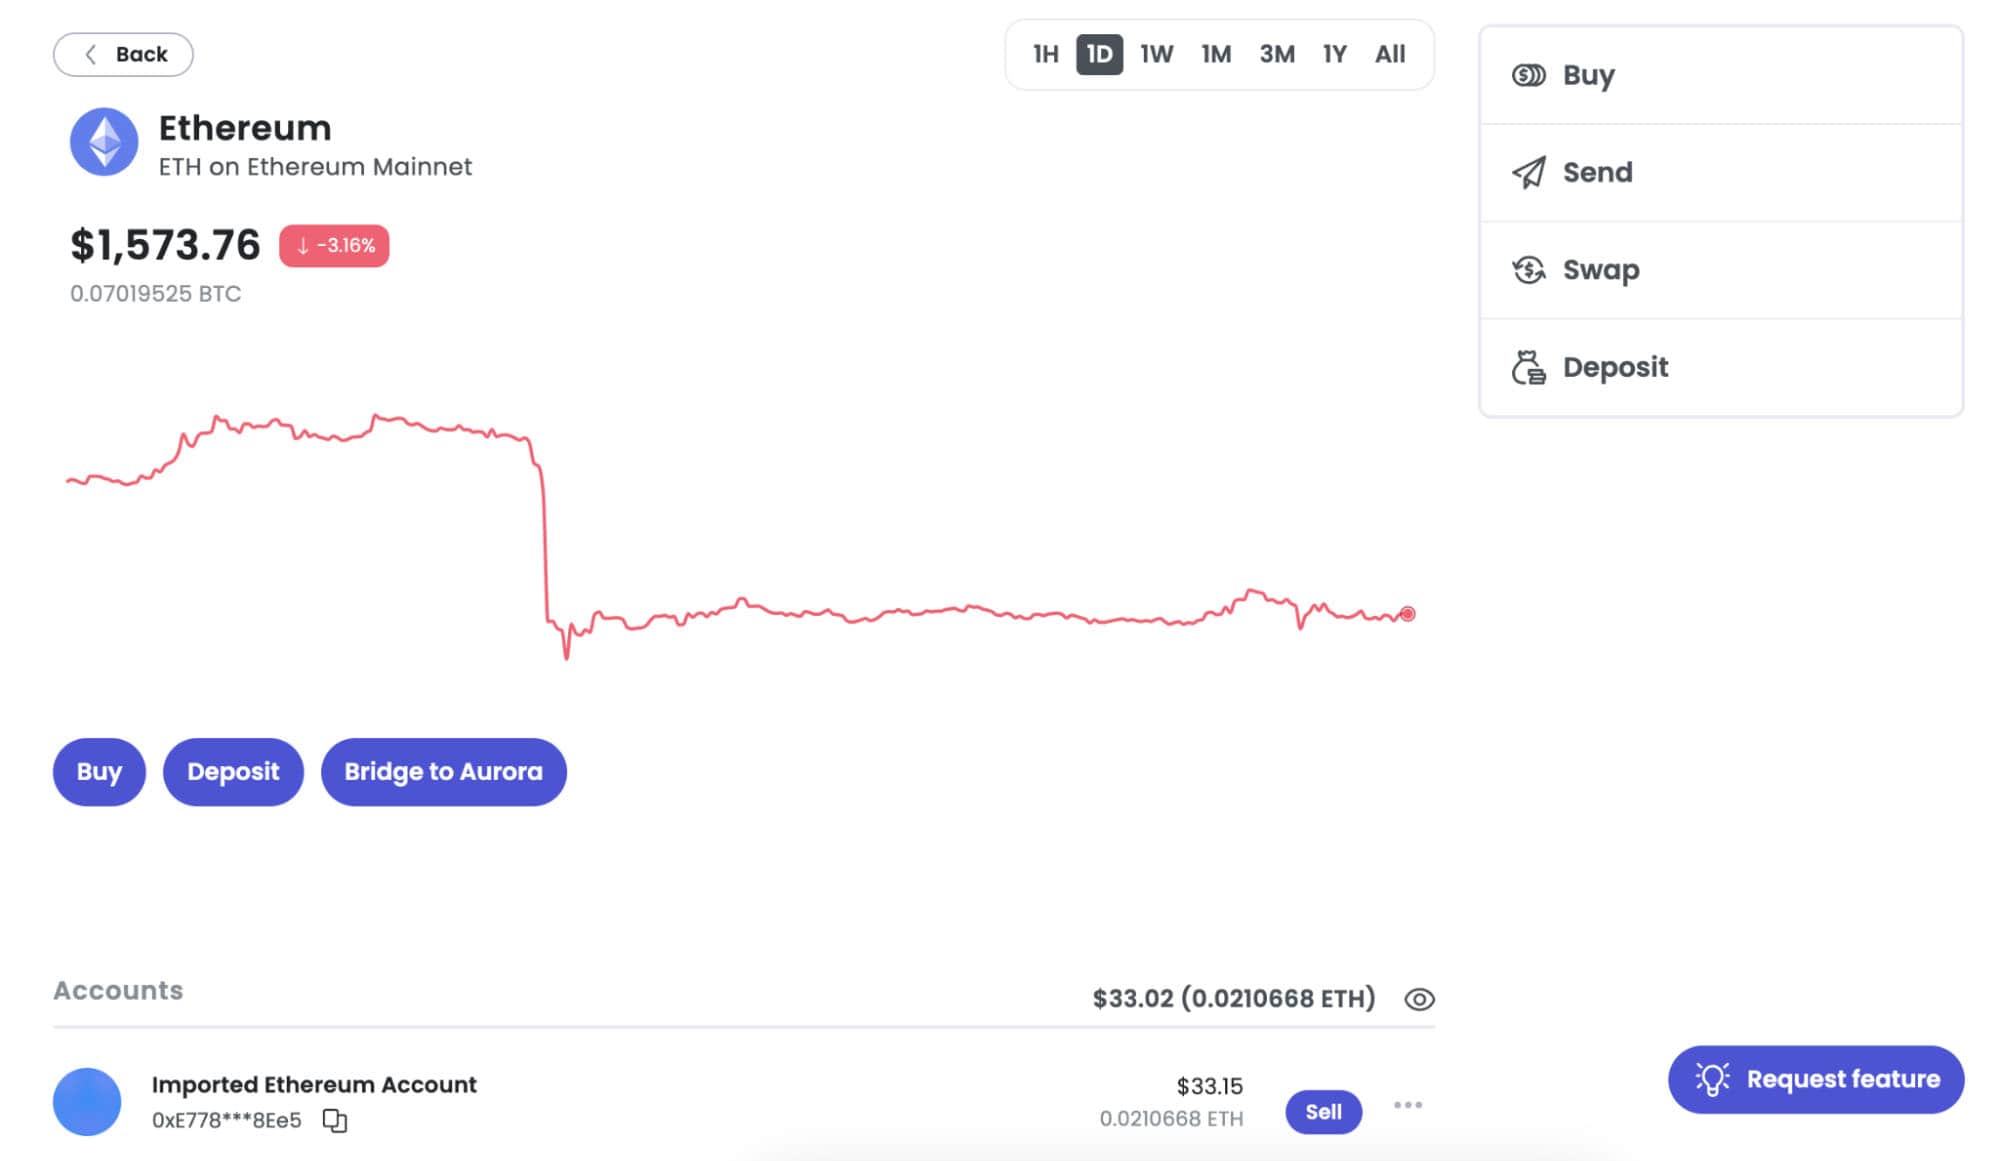 Back
1H 1D 1W 1M 3M 1Y All
Ethereum
ETH on Ethereum Mainnet
$1,573.76 ↓ -3.16%
0.07019525 BTC
Buy
Send
Swap
Deposit
Buy Deposit Bridge to Aurora
Accounts $33.02 (0.0210668 ETH)
Imported Ethereum Account $33.15
0xE778***8Ee5 0.0210668 ETH Sell
Request feature